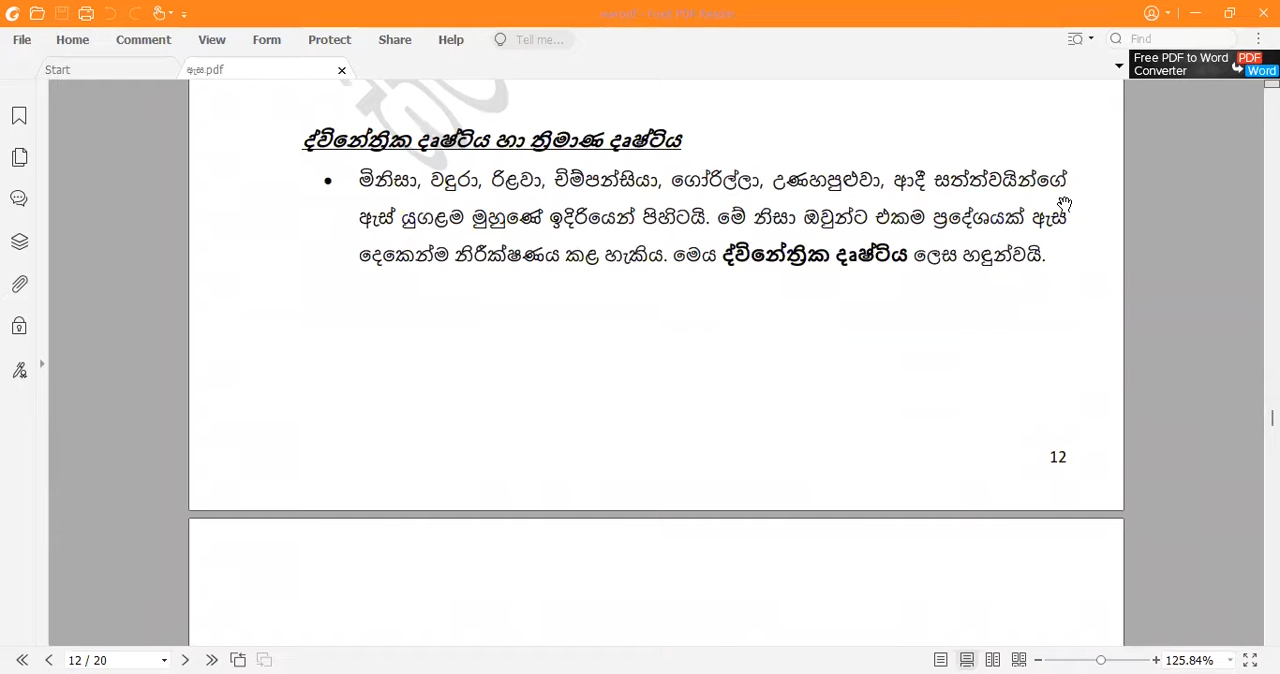 File Home Comment View Form Protect Share Help Tell me... Find
Start ඇස.pdf Free PDF to Word Converter PDF Word
ද්විනේත්‍රික දෘෂ්ටිය හා ත්‍රිමාණ දෘෂ්ටිය
• මිනිසා, වඳුරා, රිළවා, චිම්පන්සියා, ගෝරිල්ලා, උණහපුළුවා, ආදී සත්ත්වයින්ගේ
ඇස් යුගළම මුහුණේ ඉදිරියෙන් පිහිටයි. මේ නිසා ඔවුන්ට එකම ප්‍රදේශයක් ඇස්
දෙකෙන්ම නිරීක්ෂණය කළ හැකිය. මෙය ද්විනේත්‍රික දෘෂ්ටිය ලෙස හඳුන්වයි.
12
12 / 20 125.84%